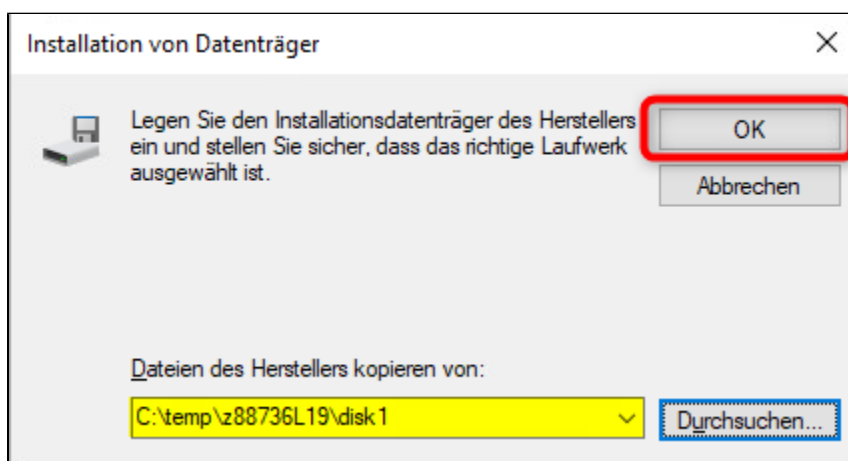 Installation von Datenträger
Legen Sie den Installationsdatenträger des Herstellers
ein und stellen Sie sicher, dass das richtige Laufwerk
ausgewählt ist.
OK
Abbrechen
Dateien des Herstellers kopieren von:
C:\temp\z88736L19\disk1
Durchsuchen...